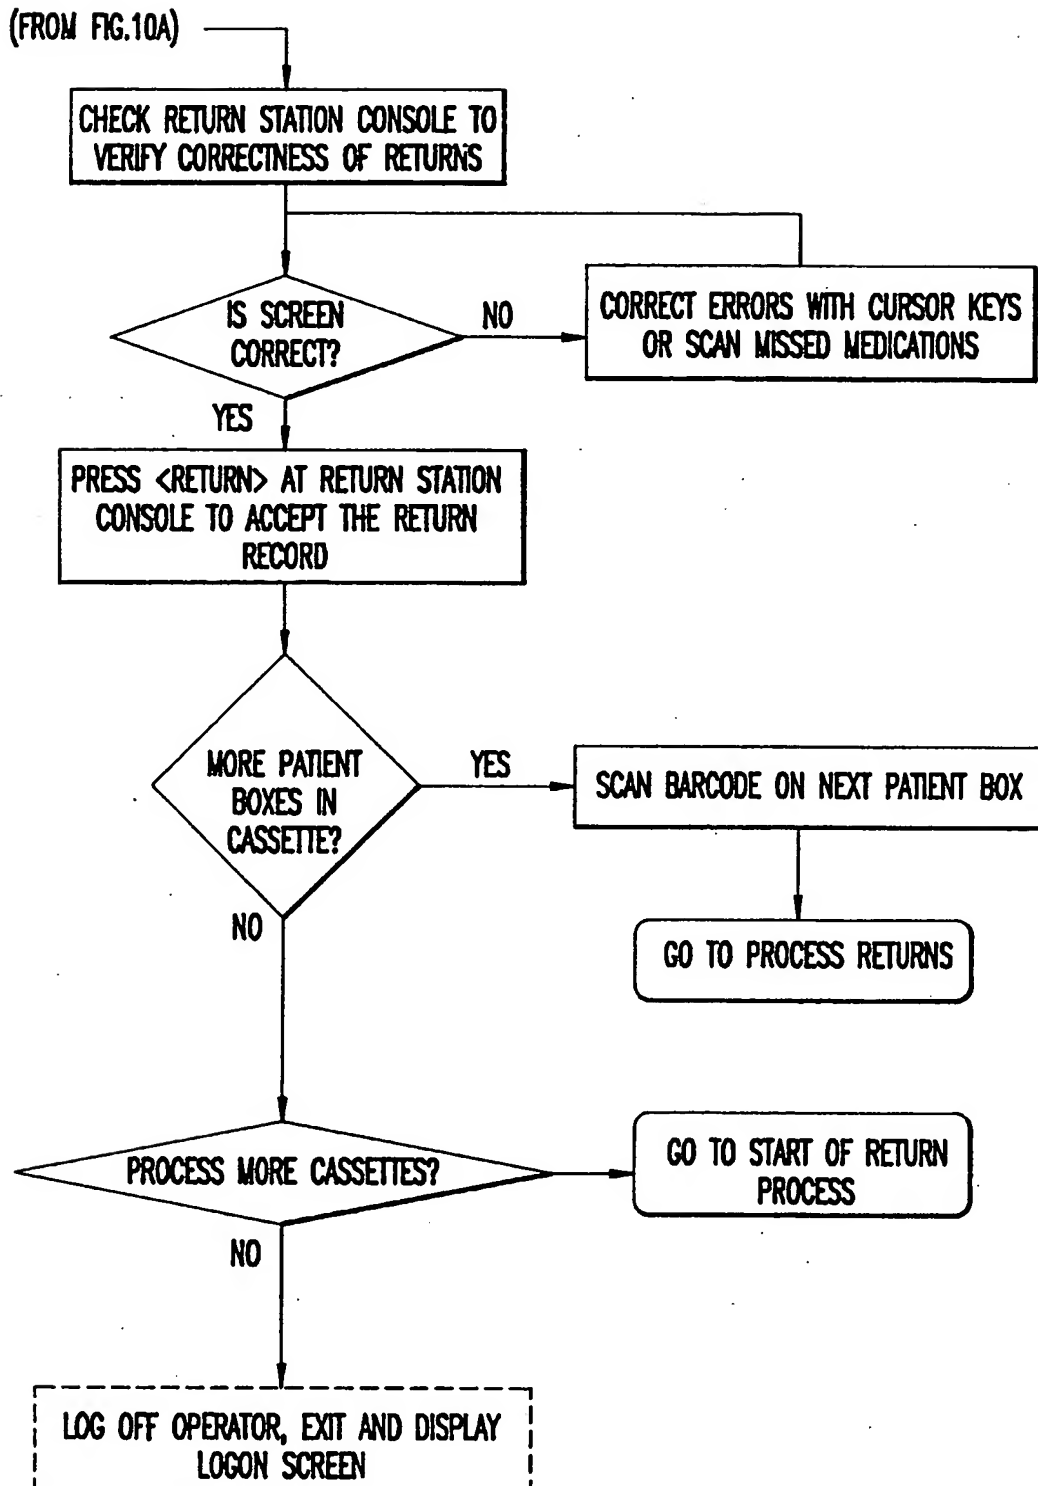 (FROM FIG.10A)
CHECK RETURN STATION CONSOLE TO
VERIFY CORRECTNESS OF RETURNS
IS SCREEN
CORRECT?
NO
CORRECT ERRORS WITH CURSOR KEYS
OR SCAN MISSED MEDICATIONS
YES
PRESS <RETURN> AT RETURN STATION
CONSOLE TO ACCEPT THE RETURN
RECORD
MORE PATIENT
BOXES IN
CASSETTE?
YES
SCAN BARCODE ON NEXT PATIENT BOX
NO
GO TO PROCESS RETURNS
PROCESS MORE CASSETTES?
GO TO START OF RETURN
PROCESS
NO
LOG OFF OPERATOR, EXIT AND DISPLAY
LOGON SCREEN